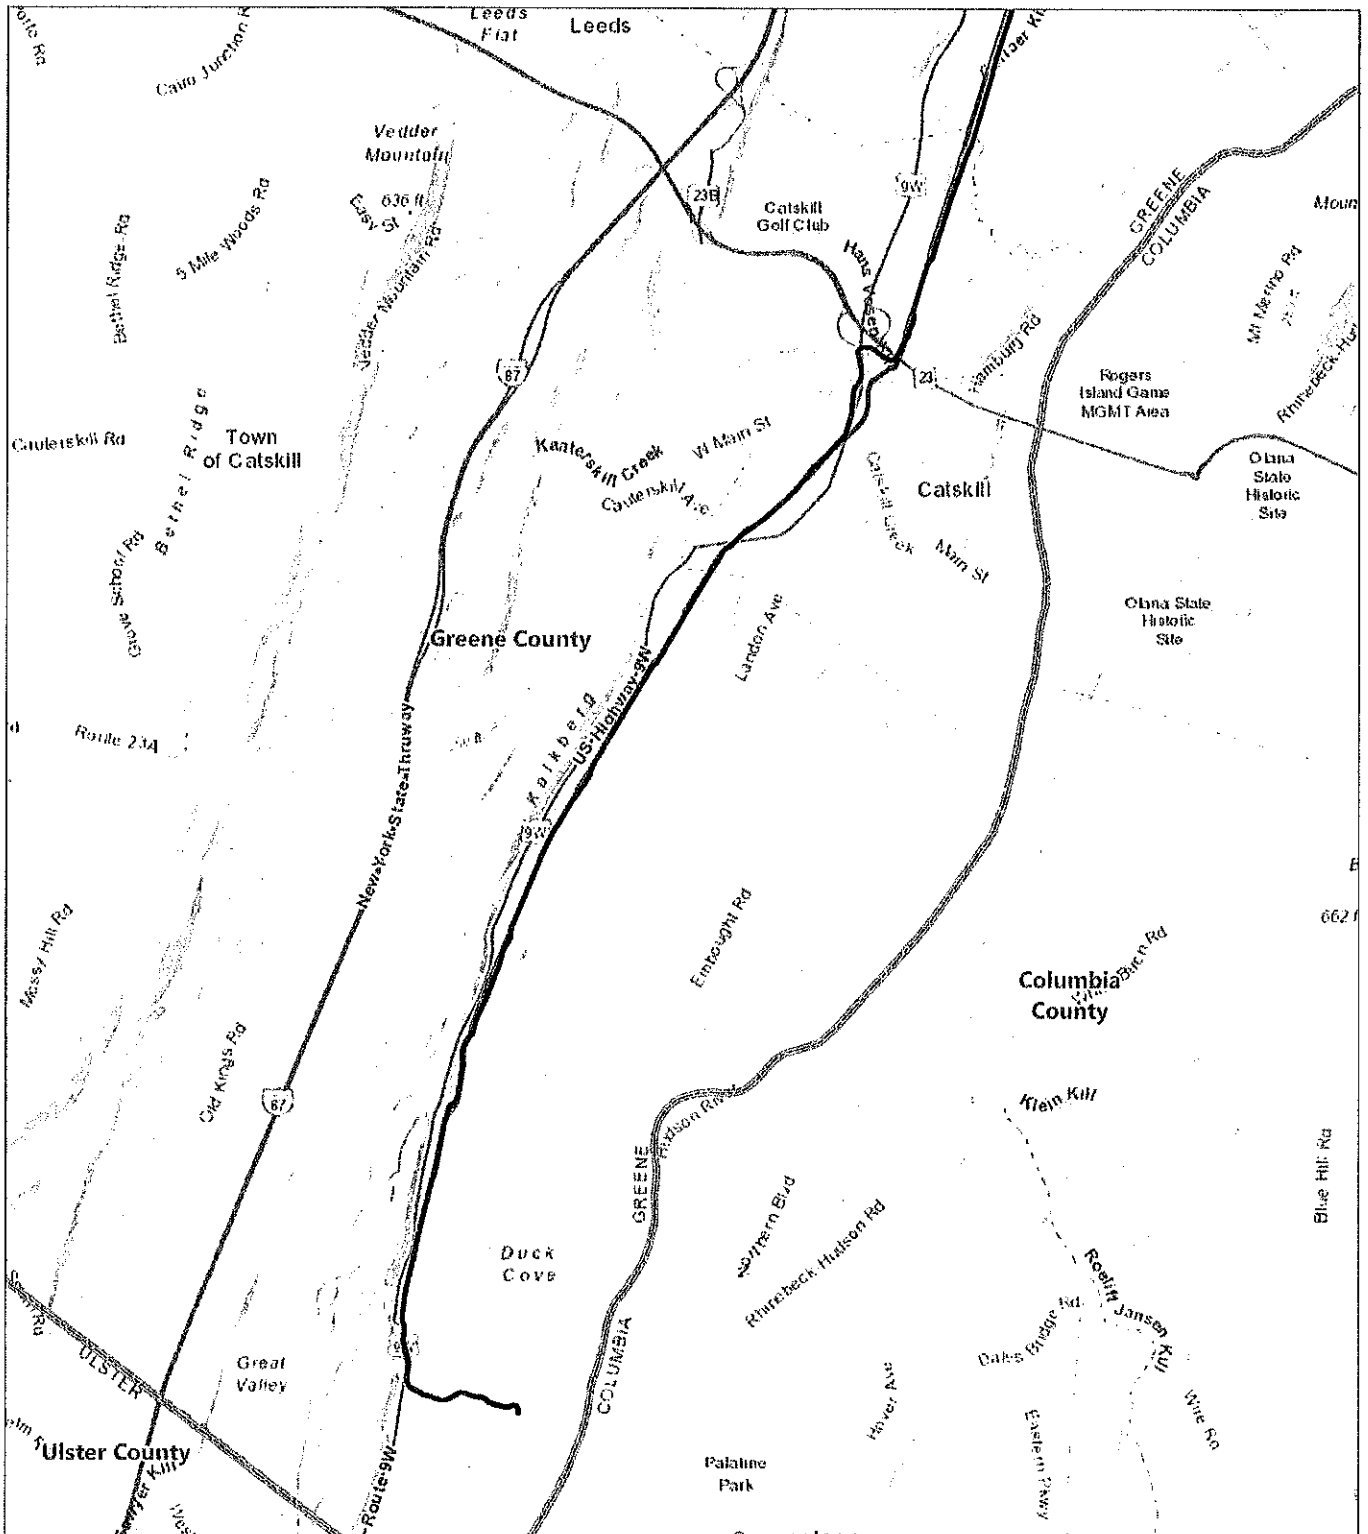 Leeds
Flat
Leeds
Cairo Junction R
Vedder
Mountain
636 ft
Easy St
5 Mile Woods Rd
Bethel Ridge Rd
Vedder Mountain Rd
23B
Catskill
Golf Club
9W
GREENE
COLUMBIA
Moun
Mt Merino Rd
87
23
Hamburg Rd
Rogers
Island Game
MGMT Area
Cauterskill Rd
Bethel Ridge
Town
of Catskill
Kaaterskill Creek
W Main St
Cauterskill Ave
Catskill Creek
Catskill
Main St
Olana
State
Historic
Site
Grove School Rd
Olana State
Historic
Site
Landon Ave
Greene County
Kalkberg
US Highway 9W
9W
Route 23A
New York State Thruway
Mossy Hill Rd
Embought Rd
662 f
Columbia
County
Old Kings Rd
87
Klein Kill
Hudson River
GREENE
COLUMBIA
Blue Hill Rd
Northern Blvd
Rhinebeck Hudson Rd
Duck
Cove
Roeliff Jansen Kill
Dales Bridge Rd
ULSTER
Great
Valley
Hover Ave
Wire Rd
Eastern Pkwy
Ulster County
Route 9W
Palatine
Park